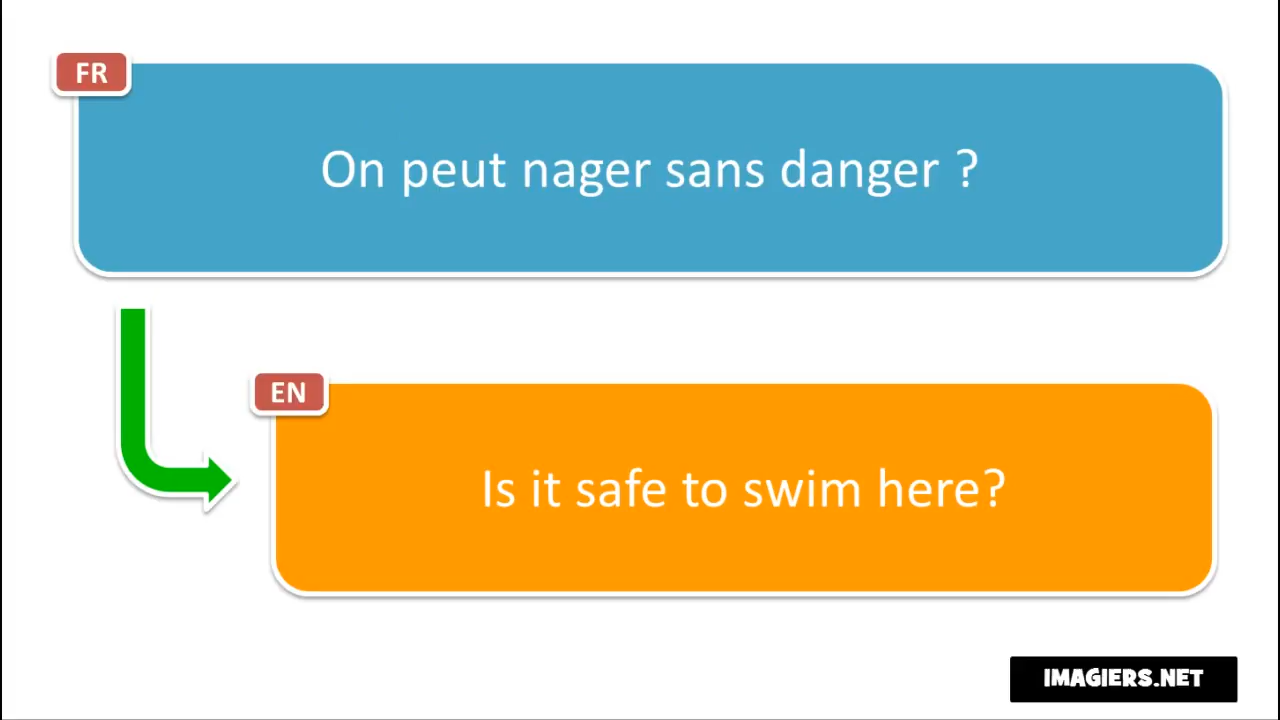 FR
On peut nager sans danger ?
EN
Is it safe to swim here?
IMAGIERS.NET